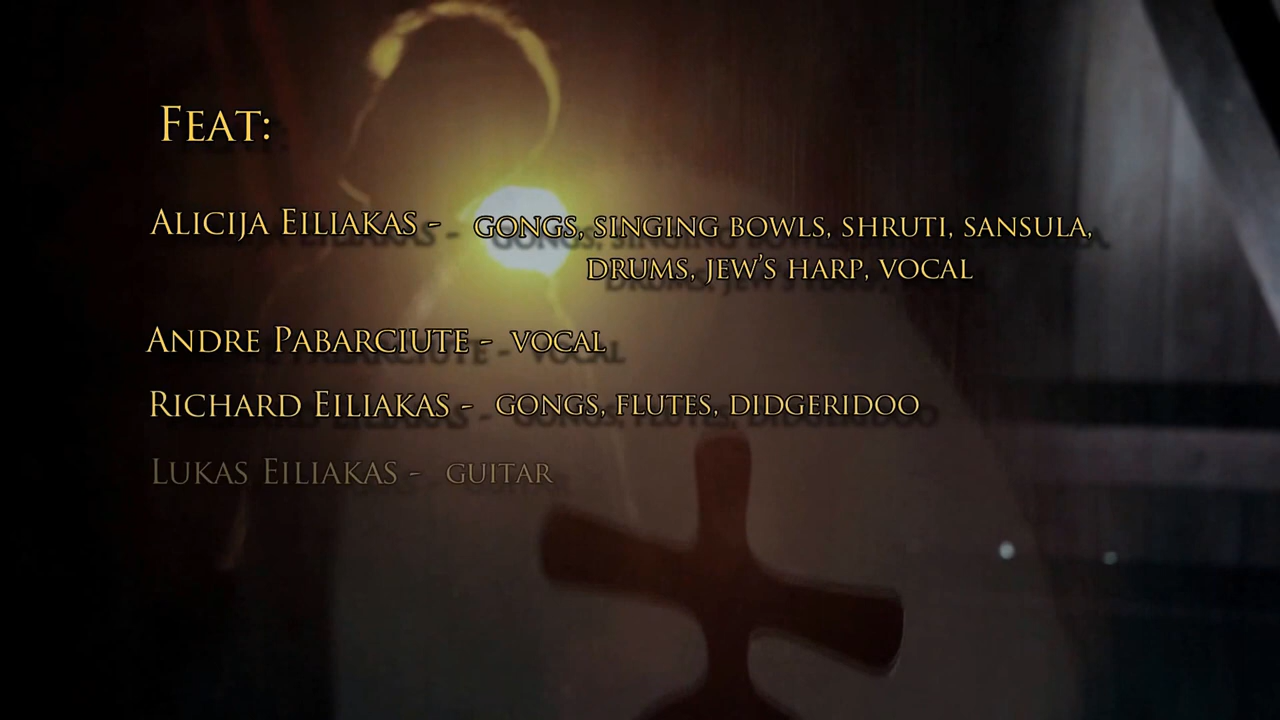 Feat:
Alicija Eiliakas - gongs, singing bowls, shruti, sansula,
drums, jew's harp, vocal
Andre Pabarciute - vocal
Richard Eiliakas - gongs, flutes, didgeridoo
Lukas Eiliakas - guitar